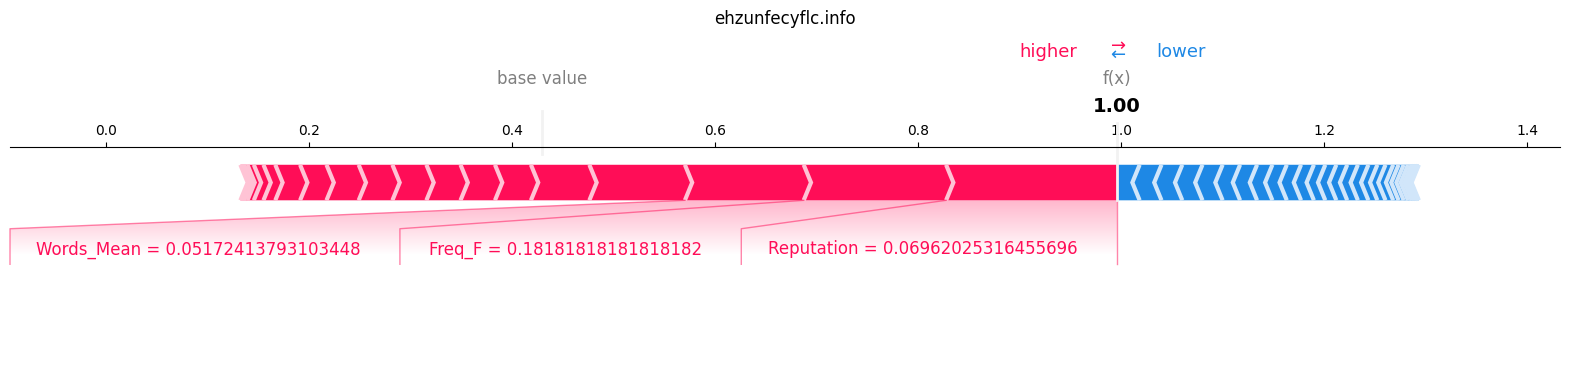 ehzunfecyflc.info
higher ⇄ lower
base value f(x)
1.00
0.0 0.2 0.4 0.6 0.8 1.0 1.2 1.4
Words_Mean = 0.05172413793103448 Freq_F = 0.18181818181818182 Reputation = 0.06962025316455696